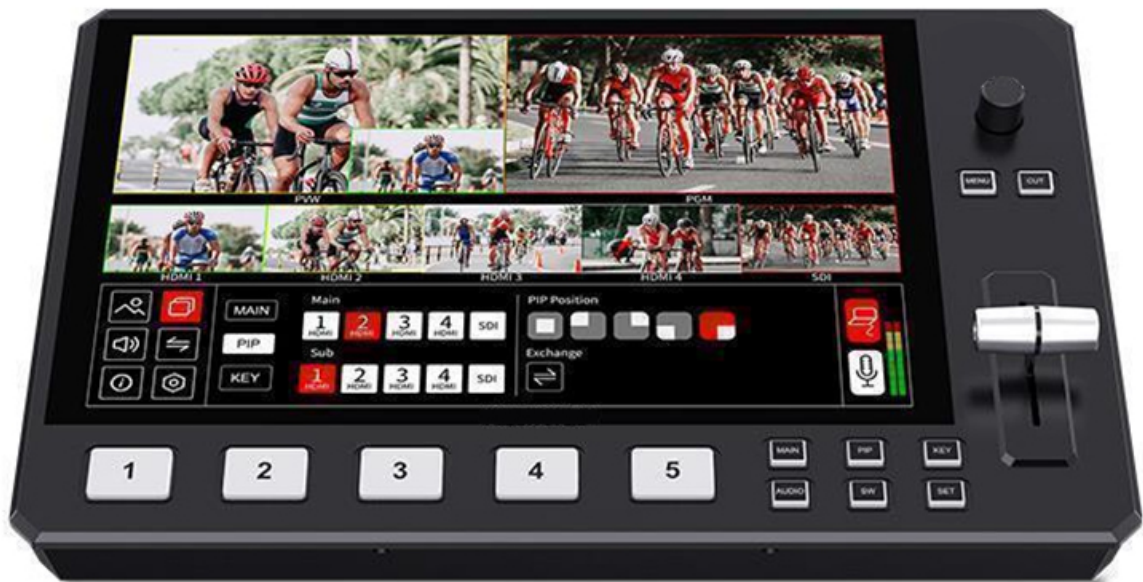 PVW PGM
HDMI 1 HDMI 2 HDMI 3 HDMI 4 SDI
MAIN
PIP
KEY
Main
1 HDMI 2 HDMI 3 HDMI 4 HDMI SDI
Sub
1 HDMI 2 HDMI 3 HDMI 4 HDMI SDI
PIP Position
Exchange
MENU CUT
1 2 3 4 5
MAIN PIP KEY
AUDIO SW SET